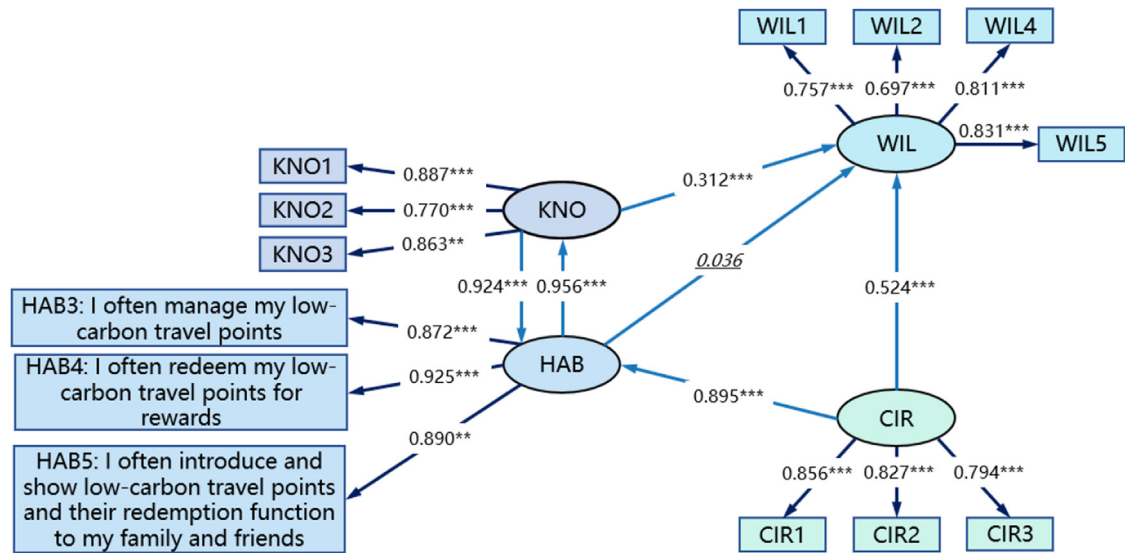 WIL1
WIL2
WIL4
0.757***
0.697***
0.811***
WIL
0.831***
WIL5
KNO1
0.887***
KNO2
0.770***
KNO
0.312***
KNO3
0.863**
0.924***
0.956***
0.036
0.524***
HAB3: I often manage my low-
carbon travel points
0.872***
HAB4: I often redeem my low-
carbon travel points for
rewards
0.925***
HAB
0.895***
0.890**
HAB5: I often introduce and
show low-carbon travel points
and their redemption function
to my family and friends
CIR
0.856***
0.827***
0.794***
CIR1
CIR2
CIR3